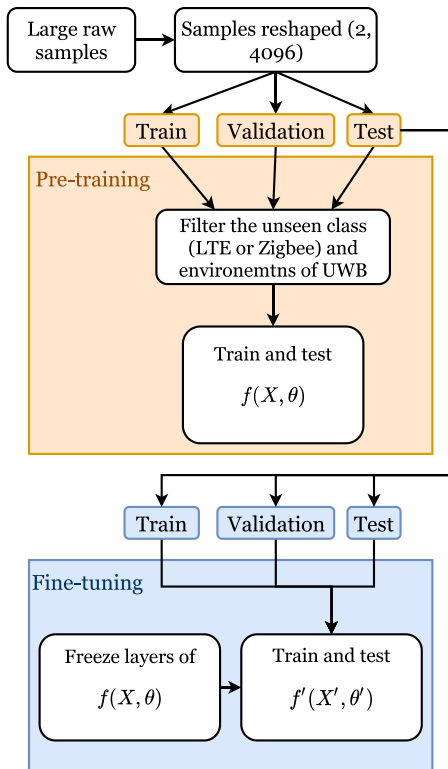 Large raw
samples
Samples reshaped (2,
4096)
Train
Validation
Test
Pre-training
Filter the unseen class
(LTE or Zigbee) and
environemtns of UWB
Train and test
f(X, θ)
Train
Validation
Test
Fine-tuning
Freeze layers of
f(X, θ)
Train and test
f′(X′, θ′)